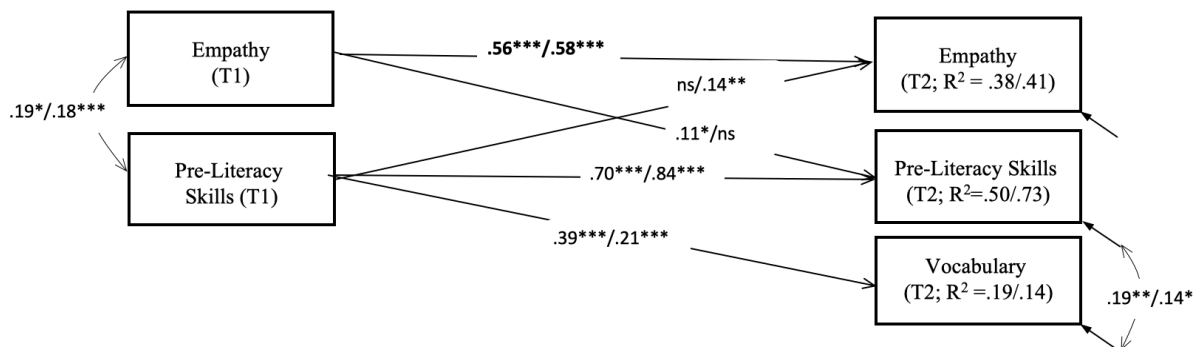 Empathy
(T1)
.19*/.18***
Pre-Literacy
Skills (T1)
.56***/.58***
ns/.14**
.11*/ns
.70***/.84***
.39***/.21***
Empathy
(T2; R² = .38/.41)
Pre-Literacy Skills
(T2; R²=.50/.73)
Vocabulary
(T2; R² =.19/.14)
.19**/.14*